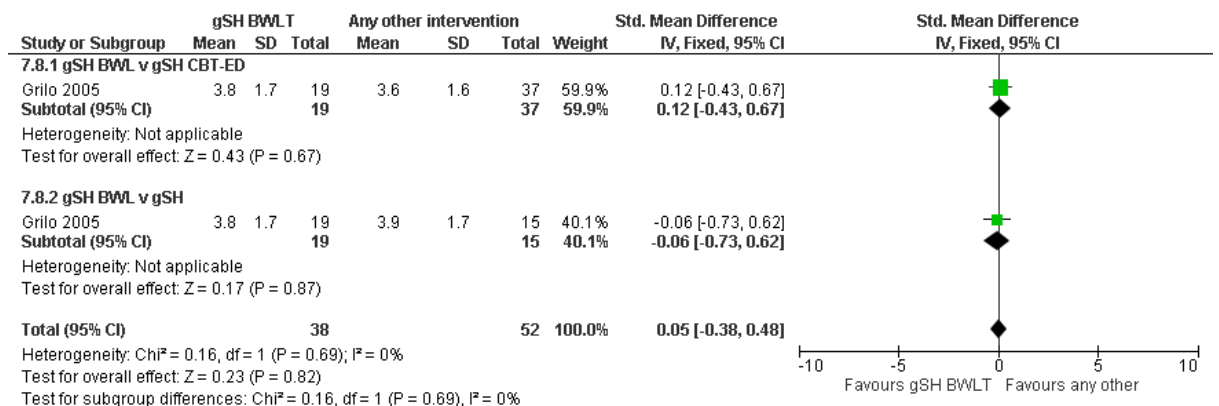 gSH BWLT Any other intervention Std. Mean Difference Std. Mean Difference
Study or Subgroup Mean SD Total Mean SD Total Weight IV, Fixed, 95% CI IV, Fixed, 95% CI
7.8.1 gSH BWL v gSH CBT-ED
Grilo 2005 3.8 1.7 19 3.6 1.6 37 59.9% 0.12 [-0.43, 0.67]
Subtotal (95% CI) 19 37 59.9% 0.12 [-0.43, 0.67]
Heterogeneity: Not applicable
Test for overall effect: Z = 0.43 (P = 0.67)
7.8.2 gSH BWL v gSH
Grilo 2005 3.8 1.7 19 3.9 1.7 15 40.1% -0.06 [-0.73, 0.62]
Subtotal (95% CI) 19 15 40.1% -0.06 [-0.73, 0.62]
Heterogeneity: Not applicable
Test for overall effect: Z = 0.17 (P = 0.87)
Total (95% CI) 38 52 100.0% 0.05 [-0.38, 0.48]
Heterogeneity: Chi² = 0.16, df = 1 (P = 0.69); I² = 0%
Test for overall effect: Z = 0.23 (P = 0.82)
Test for subgroup differences: Chi² = 0.16, df = 1 (P = 0.69), I² = 0%
-10 -5 0 5 10
Favours gSH BWLT Favours any other